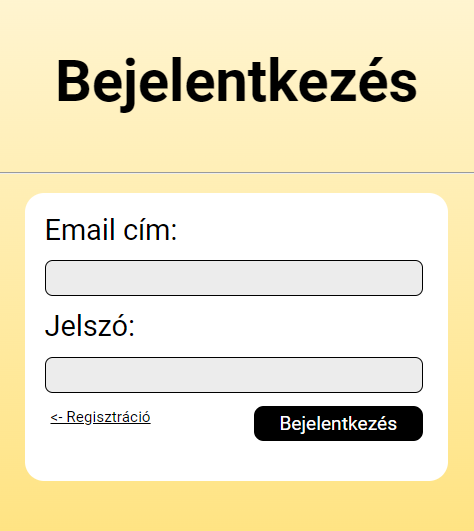 Bejelentkezés
Email cím:
Jelszó:
<- Regisztráció
Bejelentkezés